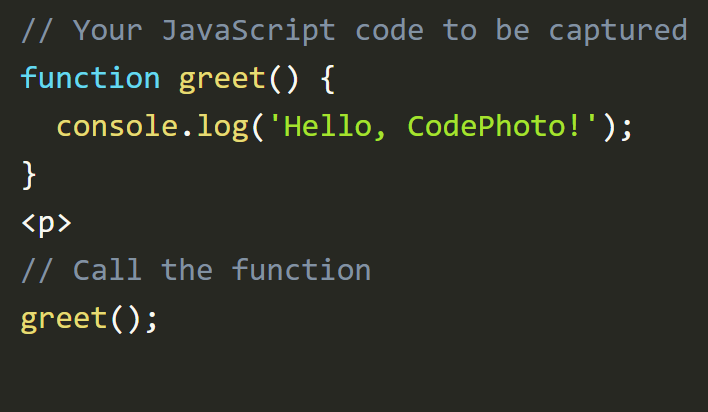 // Your JavaScript code to be captured
function greet() {
  console.log('Hello, CodePhoto!');
}
<p>
// Call the function
greet();